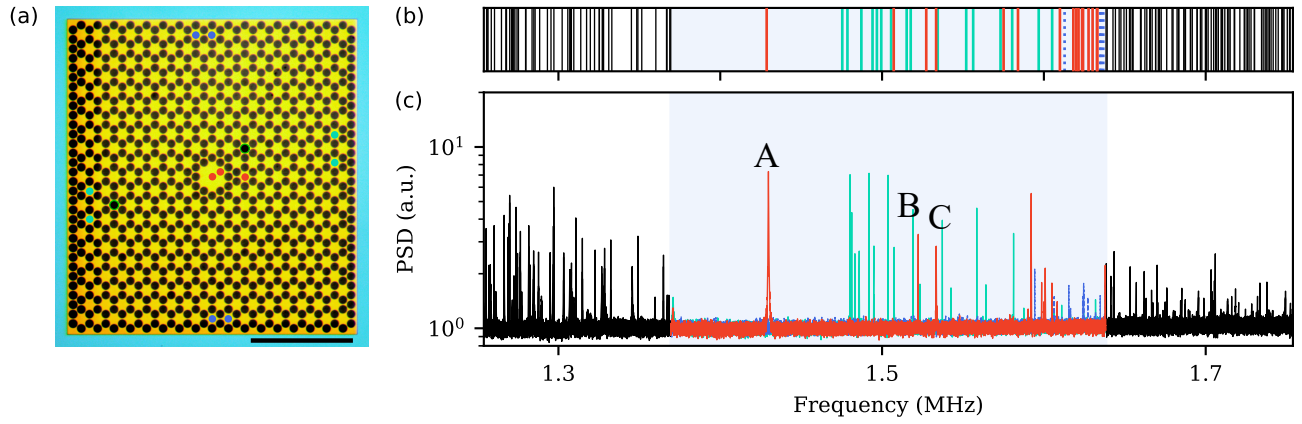 (a)
(b)
(c)
A
B
C
10¹
10⁰
PSD (a.u.)
1.3
1.5
1.7
Frequency (MHz)